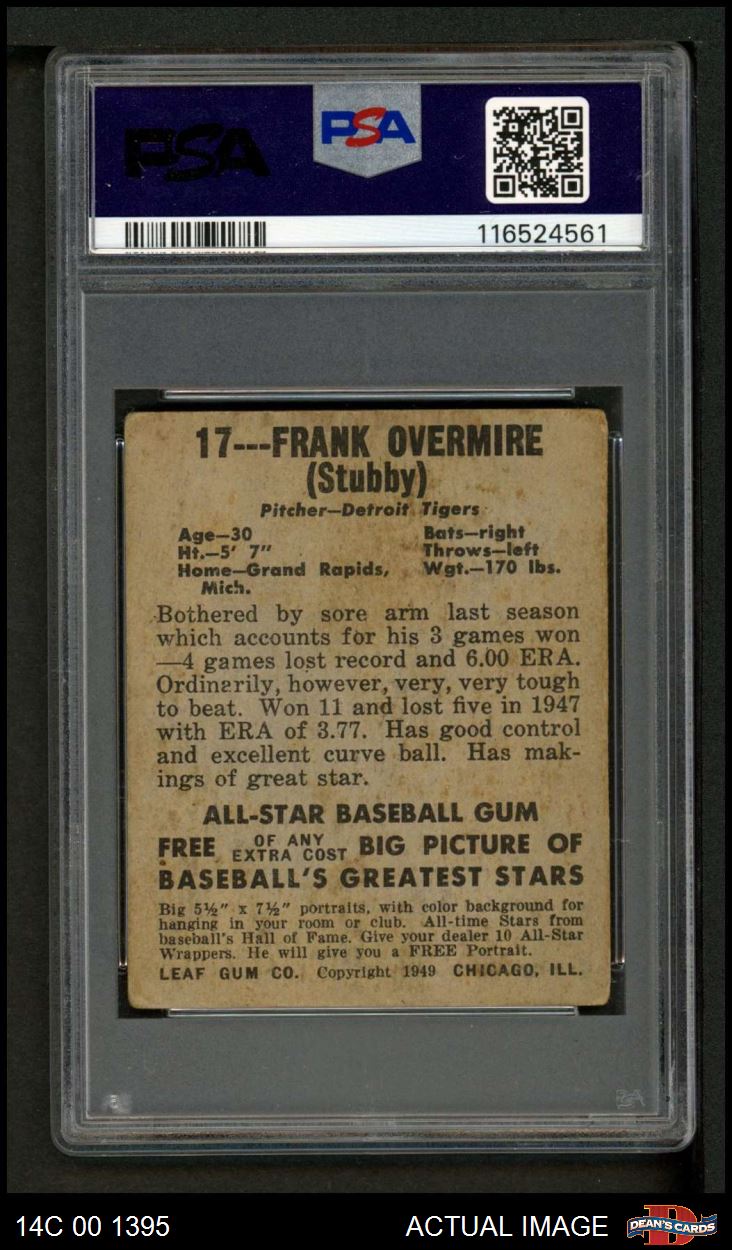 PSA
PSA
116524561
17---FRANK OVERMIRE
(Stubby)
Pitcher—Detroit Tigers
Age—30
Bats—right
Ht.—5' 7"
Throws—left
Home—Grand Rapids, Mich.
Wgt.—170 lbs.
Bothered by sore arm last season
which accounts for his 3 games won
—4 games lost record and 6.00 ERA.
Ordinarily, however, very, very tough
to beat. Won 11 and lost five in 1947
with ERA of 3.77. Has good control
and excellent curve ball. Has mak-
ings of great star.
ALL-STAR BASEBALL GUM
FREE OF ANY EXTRA COST BIG PICTURE OF
BASEBALL'S GREATEST STARS
Big 5½" x 7½" portraits, with color background for
hanging in your room or club. All-time Stars from
baseball's Hall of Fame. Give your dealer 10 All-Star
Wrappers. He will give you a FREE Portrait.
LEAF GUM CO. Copyright 1949 CHICAGO, ILL.
14C 00 1395
ACTUAL IMAGE
DEAN'S CARDS